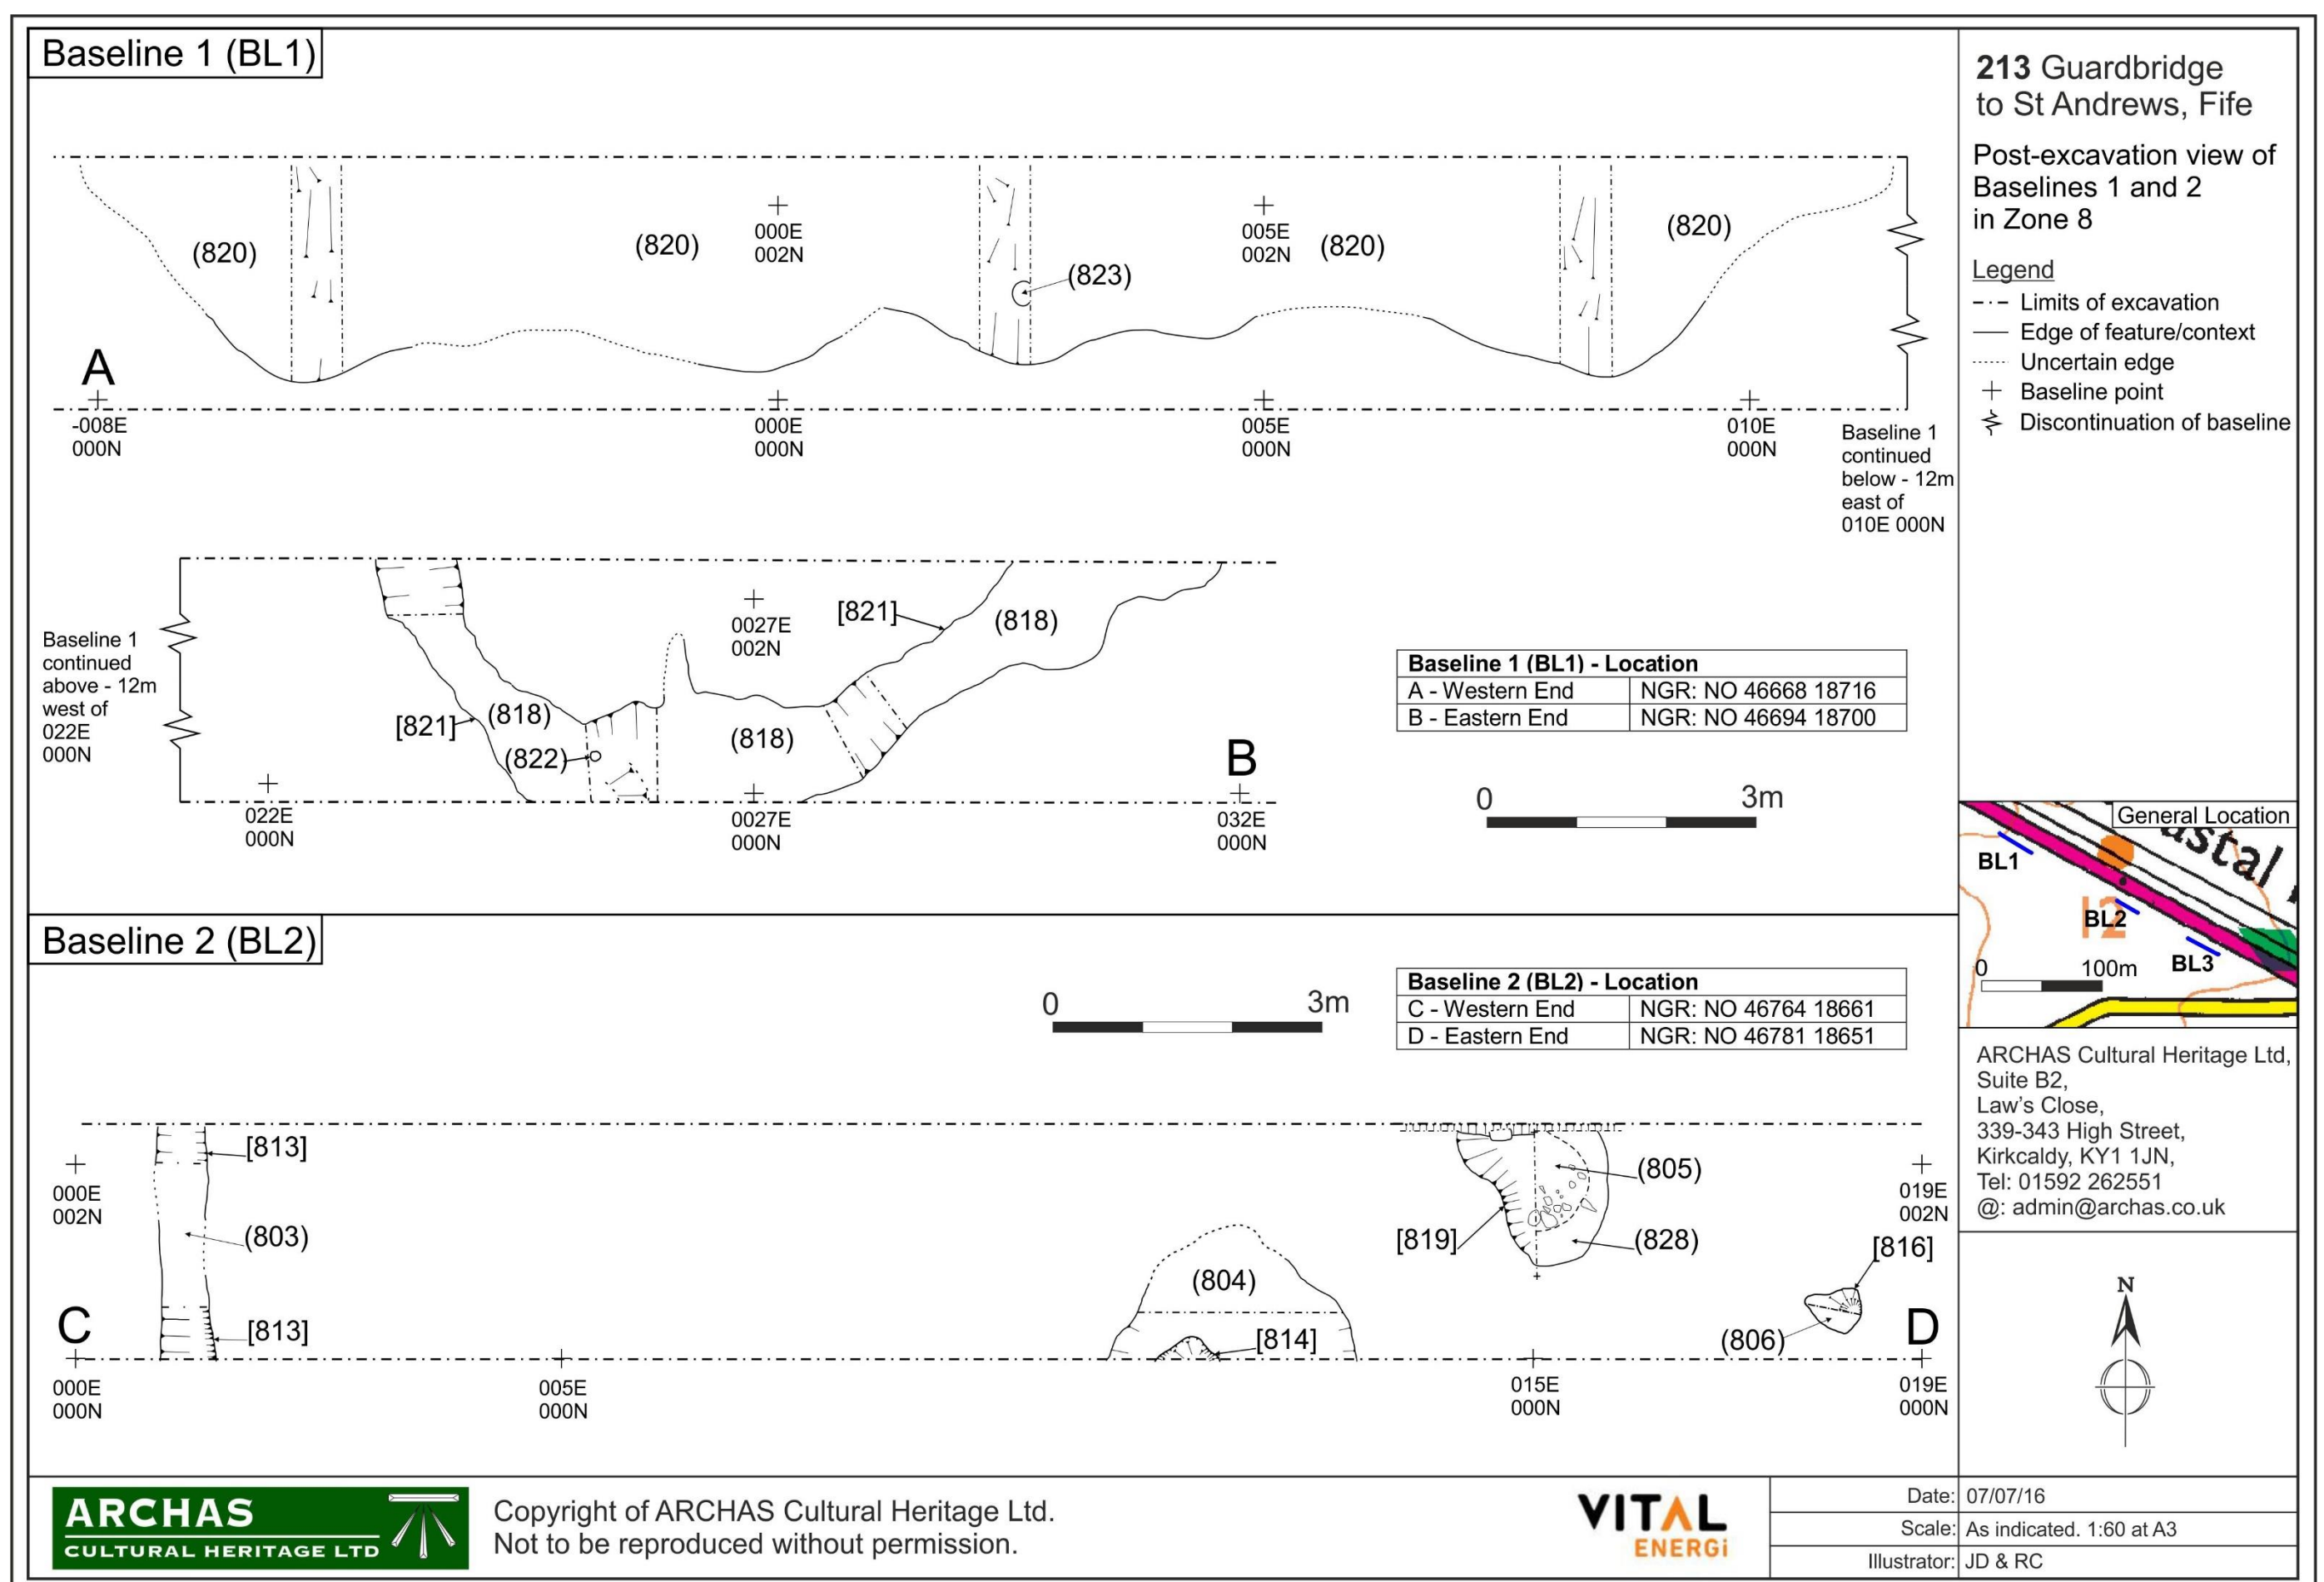 Baseline 1 (BL1)
(820)
(820)
000E
002N
(823)
005E
002N
(820)
(820)
A
-008E
000N
000E
000N
005E
000N
010E
000N
Baseline 1
continued
below - 12m
east of
010E 000N
Baseline 1
continued
above - 12m
west of
022E
000N
[821]
(818)
(822)
0027E
002N
[821]
(818)
(818)
B
022E
000N
0027E
000N
032E
000N
Baseline 1 (BL1) - Location
A - Western End NGR: NO 46668 18716
B - Eastern End NGR: NO 46694 18700
0 3m
Baseline 2 (BL2)
0 3m
Baseline 2 (BL2) - Location
C - Western End NGR: NO 46764 18661
D - Eastern End NGR: NO 46781 18651
[813]
000E
002N
(803)
C
[813]
(804)
[814]
(805)
[819]
(828)
019E
002N
[816]
(806)
D
000E
000N
005E
000N
015E
000N
019E
000N
213 Guardbridge
to St Andrews, Fife
Post-excavation view of
Baselines 1 and 2
in Zone 8
Legend
Limits of excavation
Edge of feature/context
Uncertain edge
Baseline point
Discontinuation of baseline
General Location
astal
BL1
BL2
12
BL3
0 100m
ARCHAS Cultural Heritage Ltd,
Suite B2,
Law's Close,
339-343 High Street,
Kirkcaldy, KY1 1JN,
Tel: 01592 262551
@: admin@archas.co.uk
N
ARCHAS
CULTURAL HERITAGE LTD
Copyright of ARCHAS Cultural Heritage Ltd.
Not to be reproduced without permission.
VITAL
ENERGi
Date: 07/07/16
Scale: As indicated. 1:60 at A3
Illustrator: JD & RC